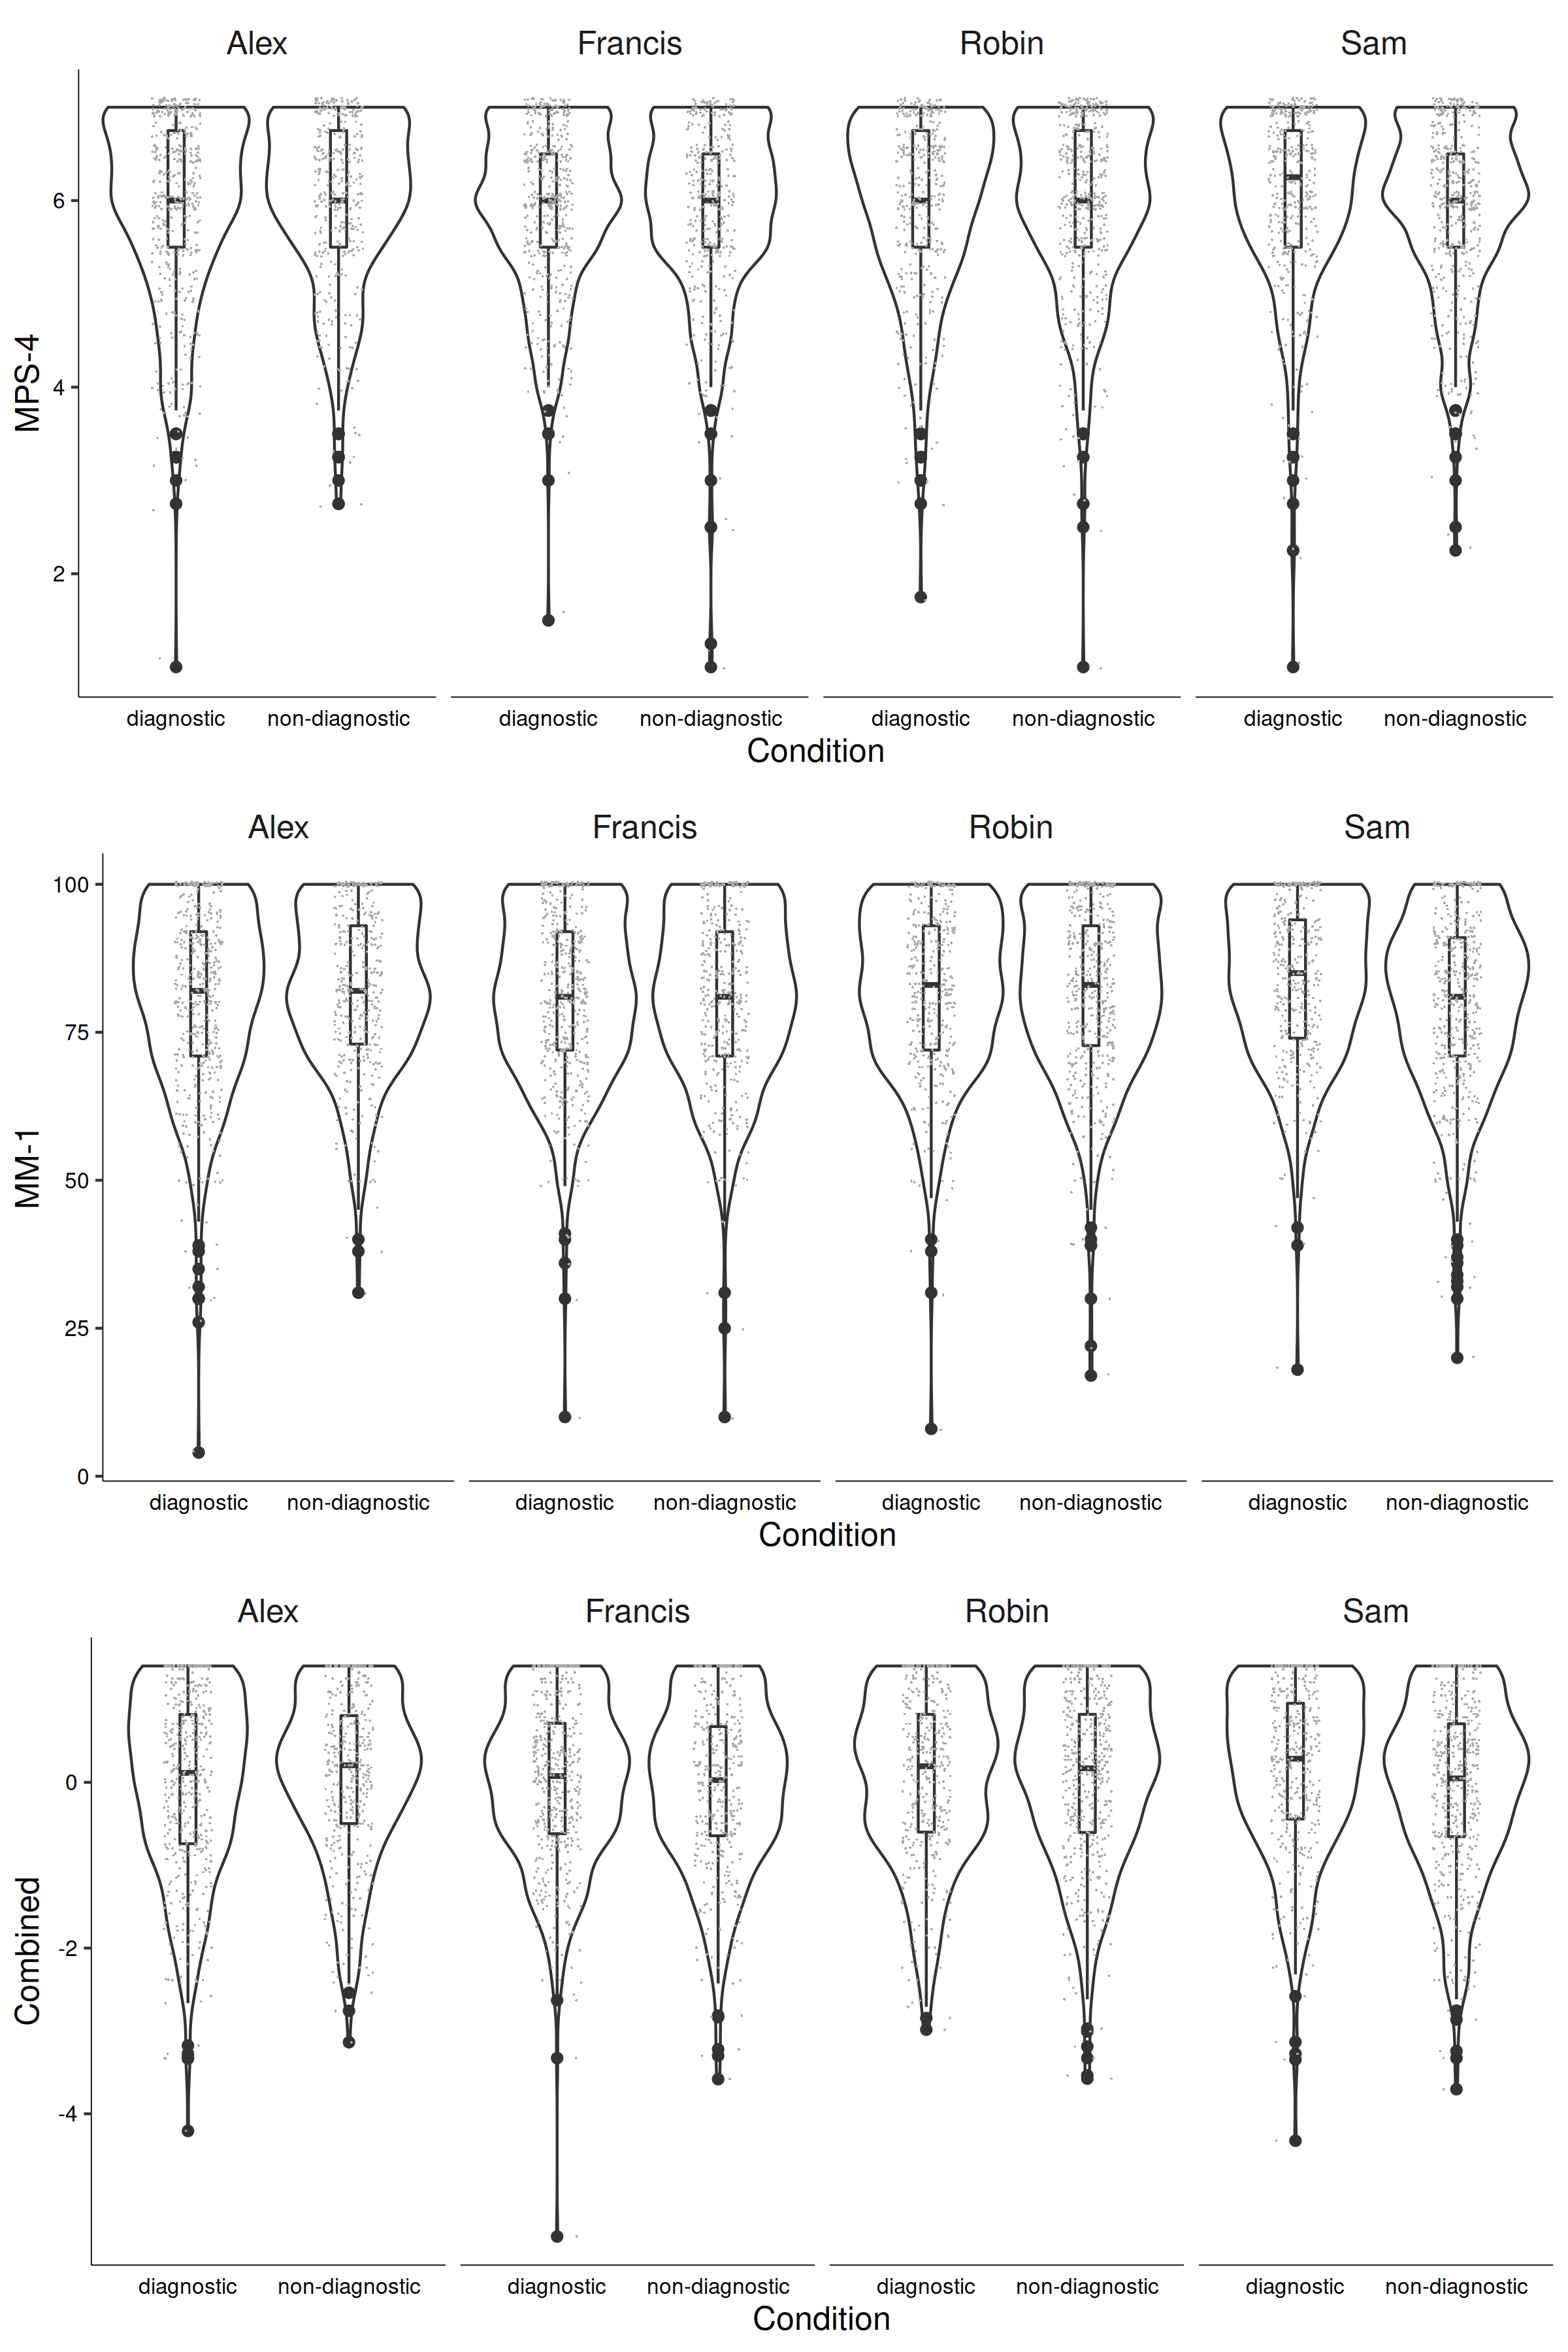 Alex Francis Robin Sam
MPS-4
6
4
2
diagnostic non-diagnostic diagnostic non-diagnostic diagnostic non-diagnostic diagnostic non-diagnostic
Condition
Alex Francis Robin Sam
MM-1
100
75
50
25
0
diagnostic non-diagnostic diagnostic non-diagnostic diagnostic non-diagnostic diagnostic non-diagnostic
Condition
Alex Francis Robin Sam
Combined
0
-2
-4
diagnostic non-diagnostic diagnostic non-diagnostic diagnostic non-diagnostic diagnostic non-diagnostic
Condition